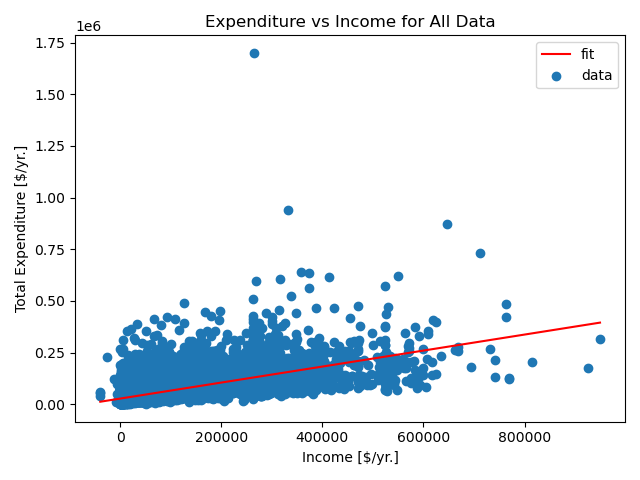 Expenditure vs Income for All Data
1e6
fit
data
1.75
1.50
1.25
1.00
0.75
0.50
0.25
0.00
Total Expenditure [$/yr.]
0
200000
400000
600000
800000
Income [$/yr.]